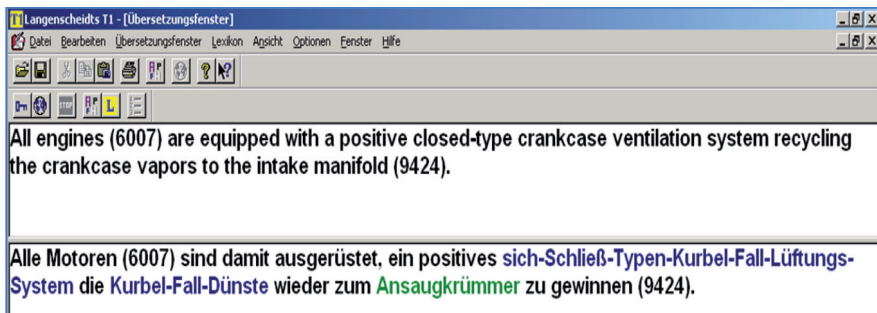 T1 Langenscheidts T1 - [Übersetzungsfenster]
Datei Bearbeiten Übersetzungsfenster Lexikon Ansicht Optionen Fenster Hilfe
STOP L
All engines (6007) are equipped with a positive closed-type crankcase ventilation system recycling
the crankcase vapors to the intake manifold (9424).
Alle Motoren (6007) sind damit ausgerüstet, ein positives sich-Schließ-Typen-Kurbel-Fall-Lüftungs-
System die Kurbel-Fall-Dünste wieder zum Ansaugkrümmer zu gewinnen (9424).